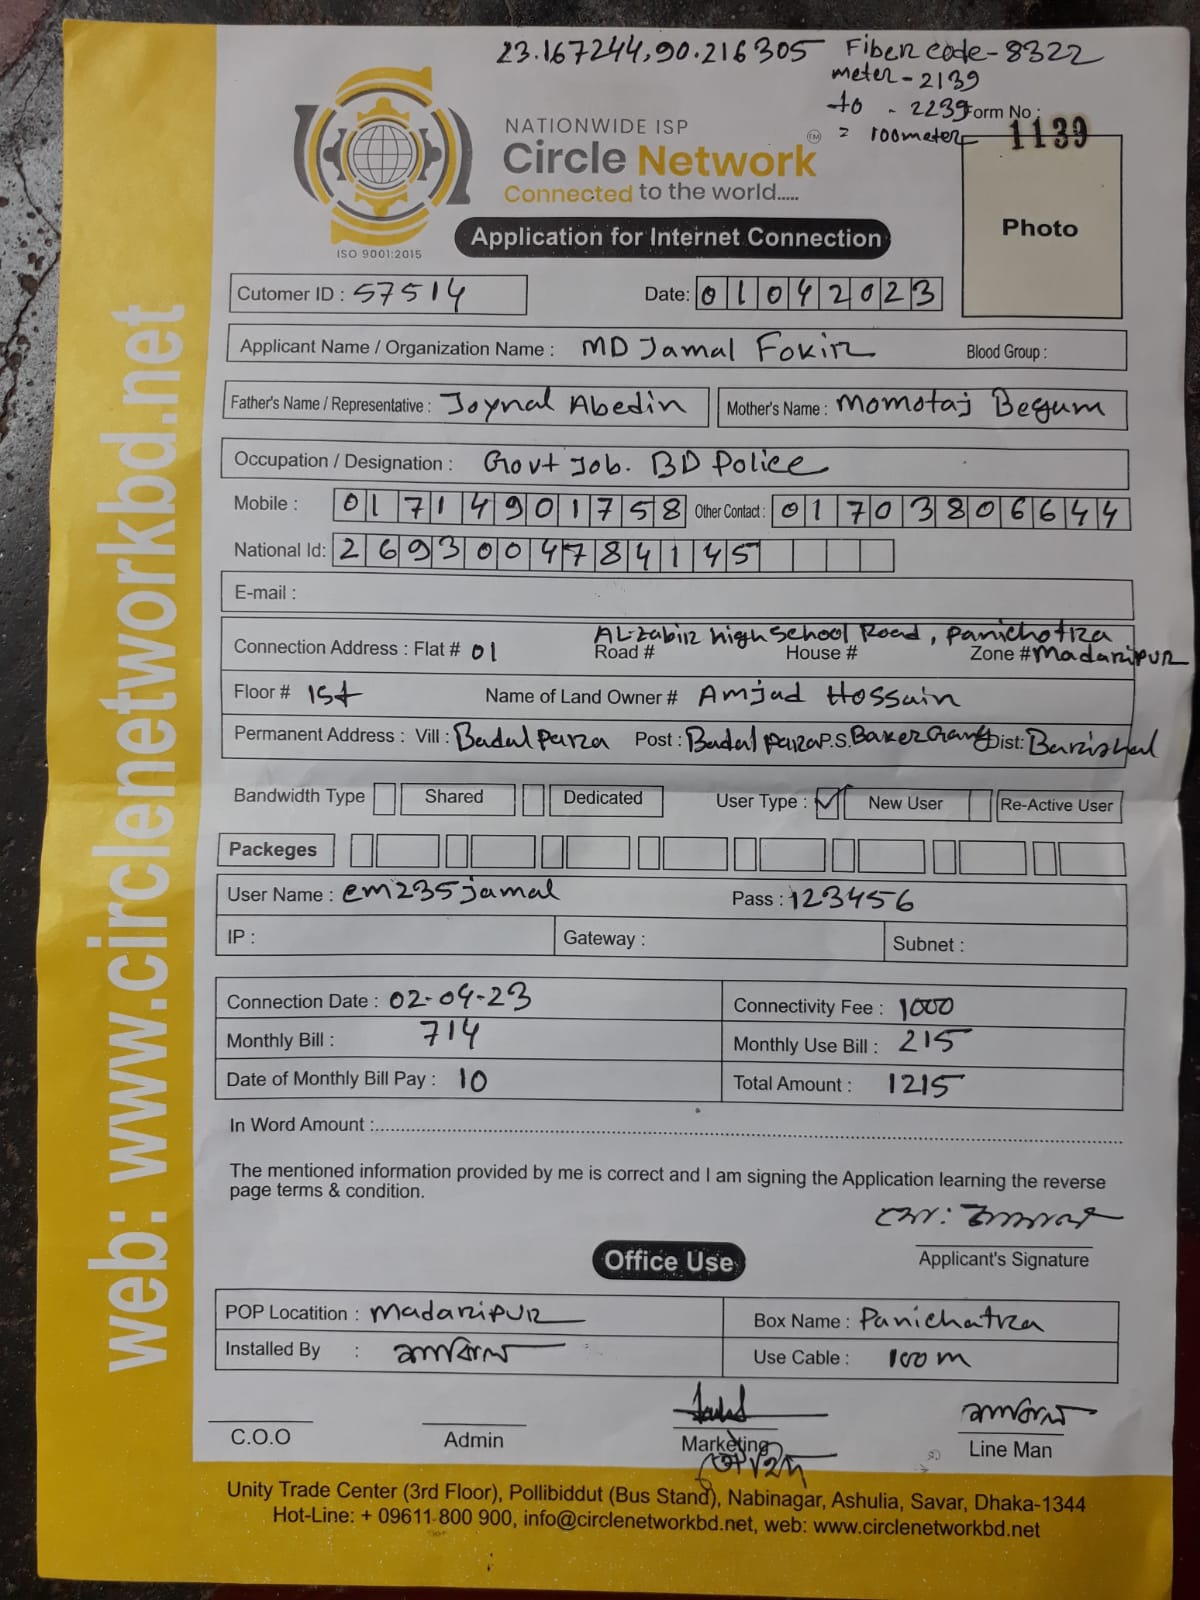 23.167244,90.216305 Fiber code-8322
meter-2139
to - 2239
= 100meter
Form No :
1139
NATIONWIDE ISP
Circle Network
TM
Connected to the world.....
ISO 9001:2015
Application for Internet Connection
Photo
Cutomer ID : 57514 Date: 01042023
Applicant Name / Organization Name : MD Jamal Fokir Blood Group :
Father's Name / Representative : Joynal Abedin Mother's Name : Momotaj Begum
Occupation / Designation : Govt Job. BD Police
Mobile : 01714901758 Other Contact : 01703806644
National Id: 2693004784145
E-mail :
AL-zabir high School Road, panichotra
Connection Address : Flat # 01 Road # House # Zone # Madaripur
Floor # 1st Name of Land Owner # Amjad Hossain
Permanent Address : Vill : Badalpara Post : Badalpara P.S. BakerGang Dist: Barishal
Bandwidth Type Shared Dedicated User Type : ✓ New User Re-Active User
Packeges
User Name : em235jamal Pass : 123456
IP : Gateway : Subnet :
Connection Date : 02-04-23 Connectivity Fee : 1000
Monthly Bill : 714 Monthly Use Bill : 215
Date of Monthly Bill Pay : 10 Total Amount : 1215
In Word Amount :
The mentioned information provided by me is correct and I am signing the Application learning the reverse
page terms & condition.
Applicant's Signature
Office Use
POP Locatition : Madaripur Box Name : Panichatra
Installed By : Use Cable : 100m
C.O.O Admin Marketing Line Man
Unity Trade Center (3rd Floor), Pollibiddut (Bus Stand), Nabinagar, Ashulia, Savar, Dhaka-1344
Hot-Line: + 09611 800 900, info@circlenetworkbd.net, web: www.circlenetworkbd.net
web: www.circlenetworkbd.net